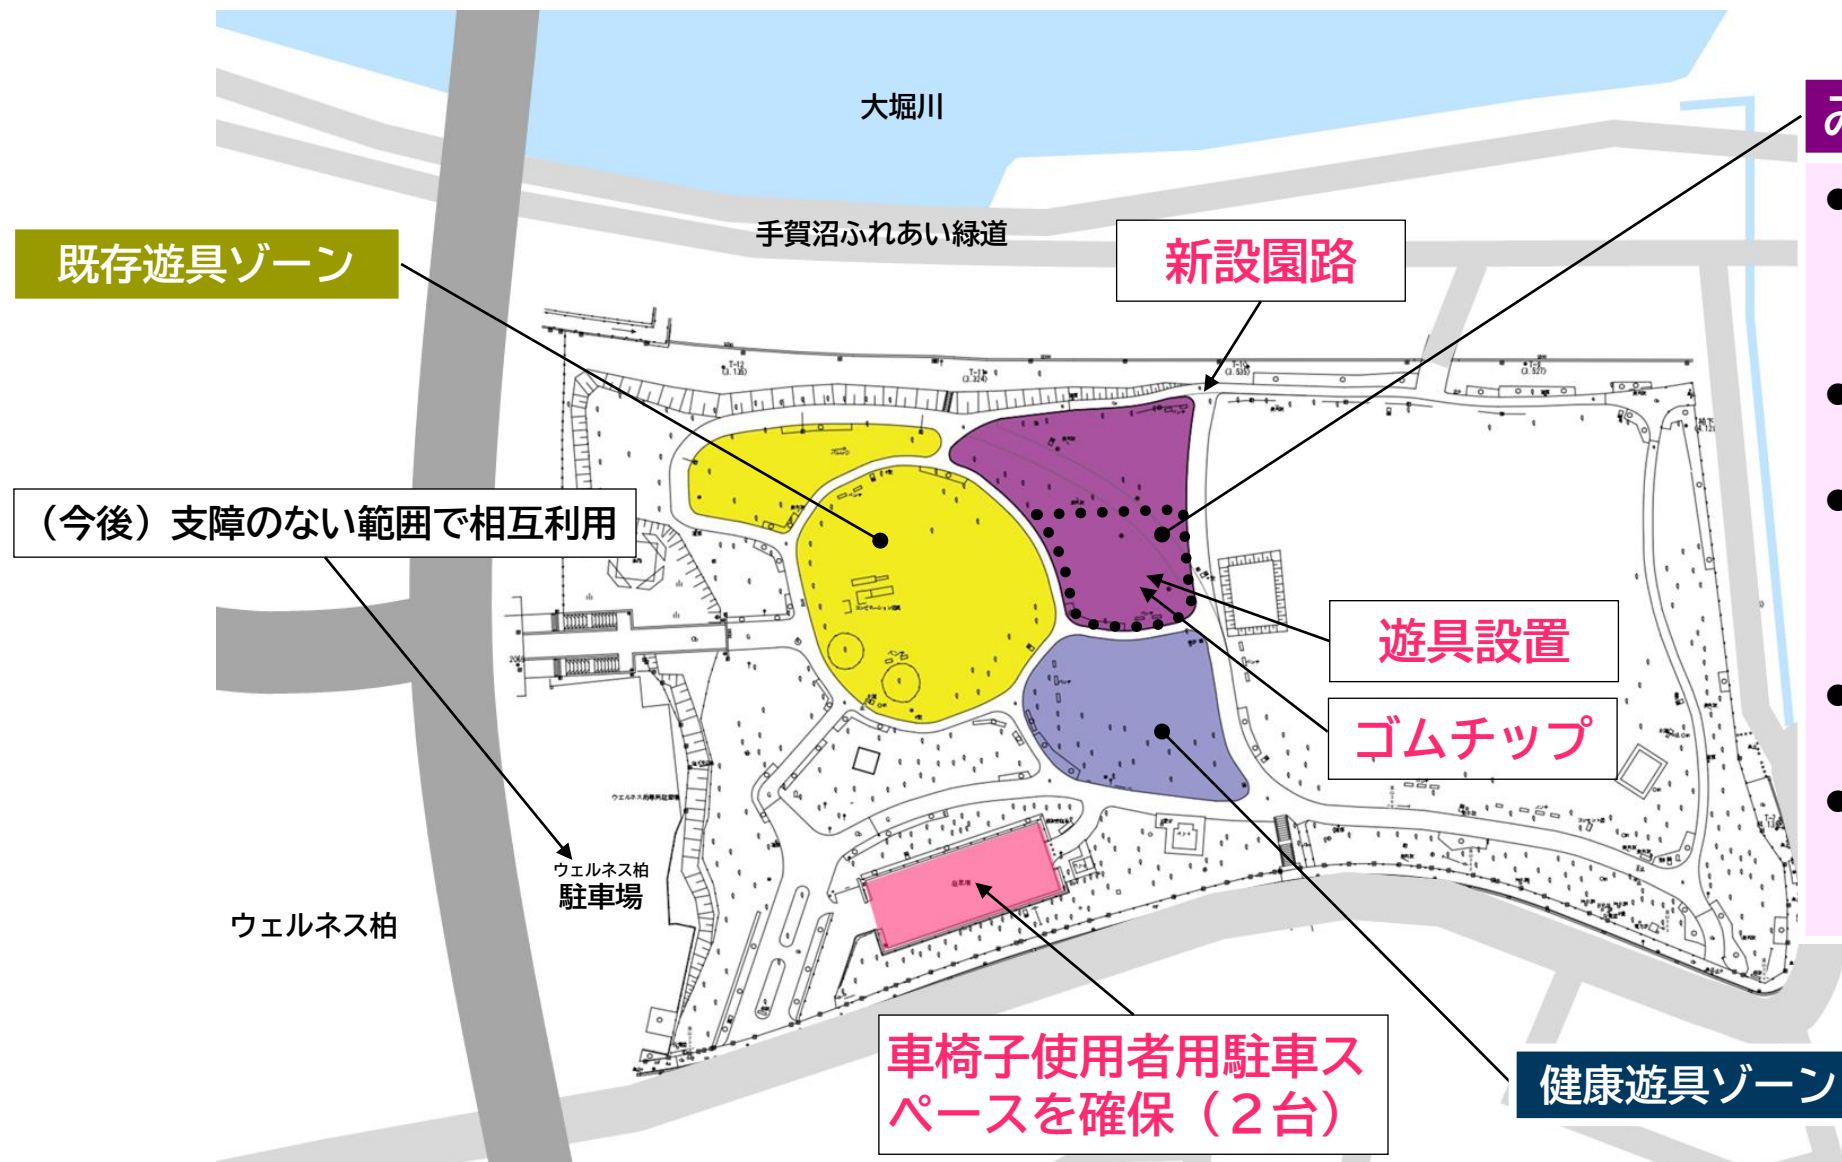 大堀川
み
手賀沼ふれあい緑道
既存遊具ゾーン
新設園路
（今後）支障のない範囲で相互利用
遊具設置
ゴムチップ
ウェルネス柏
駐車場
ウェルネス柏
車椅子使用者用駐車ス
ペースを確保（２台）
健康遊具ゾーン